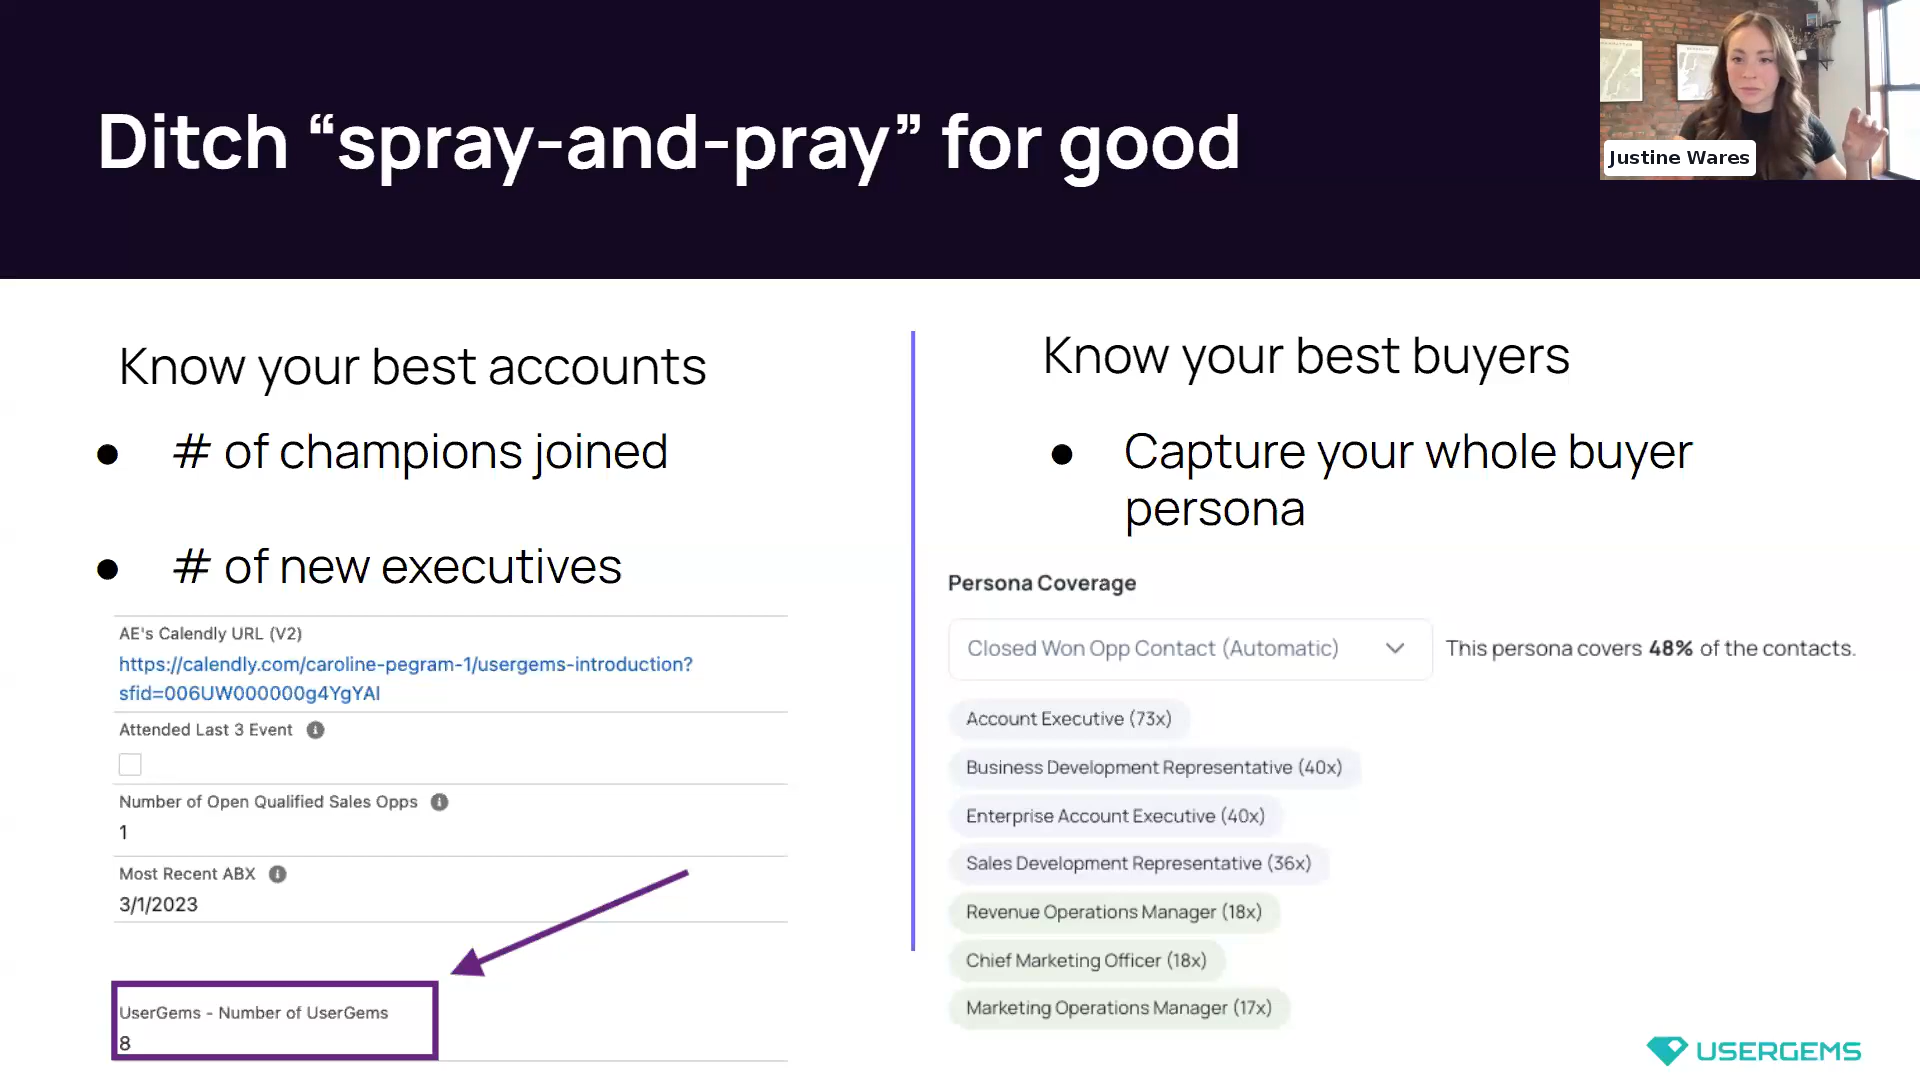 Ditch “spray-and-pray” for good
Justine Wares
Know your best accounts
● # of champions joined
● # of new executives
AE's Calendly URL (V2)
https://calendly.com/caroline-pegram-1/usergems-introduction?
sfid=006UW000000g4YgYAI
Attended Last 3 Event
Number of Open Qualified Sales Opps
1
Most Recent ABX
3/1/2023
UserGems - Number of UserGems
8
Know your best buyers
● Capture your whole buyer
persona
Persona Coverage
Closed Won Opp Contact (Automatic)
This persona covers 48% of the contacts.
Account Executive (73x)
Business Development Representative (40x)
Enterprise Account Executive (40x)
Sales Development Representative (36x)
Revenue Operations Manager (18x)
Chief Marketing Officer (18x)
Marketing Operations Manager (17x)
USERGEMS